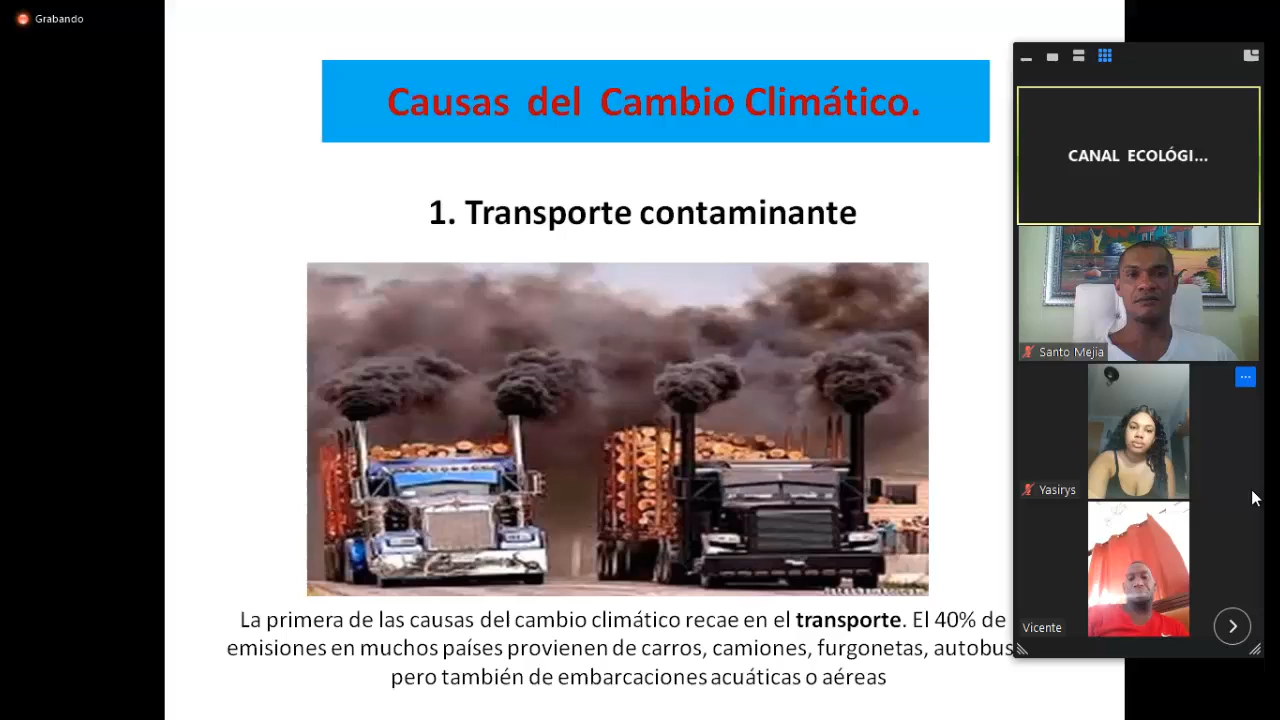 Grabando
Causas del Cambio Climático.
CANAL ECOLÓGI...
1. Transporte contaminante
Santo Mejia
Yasirys
Vicente
La primera de las causas del cambio climático recae en el transporte. El 40% de
emisiones en muchos países provienen de carros, camiones, furgonetas, autobus
pero también de embarcaciones acuáticas o aéreas